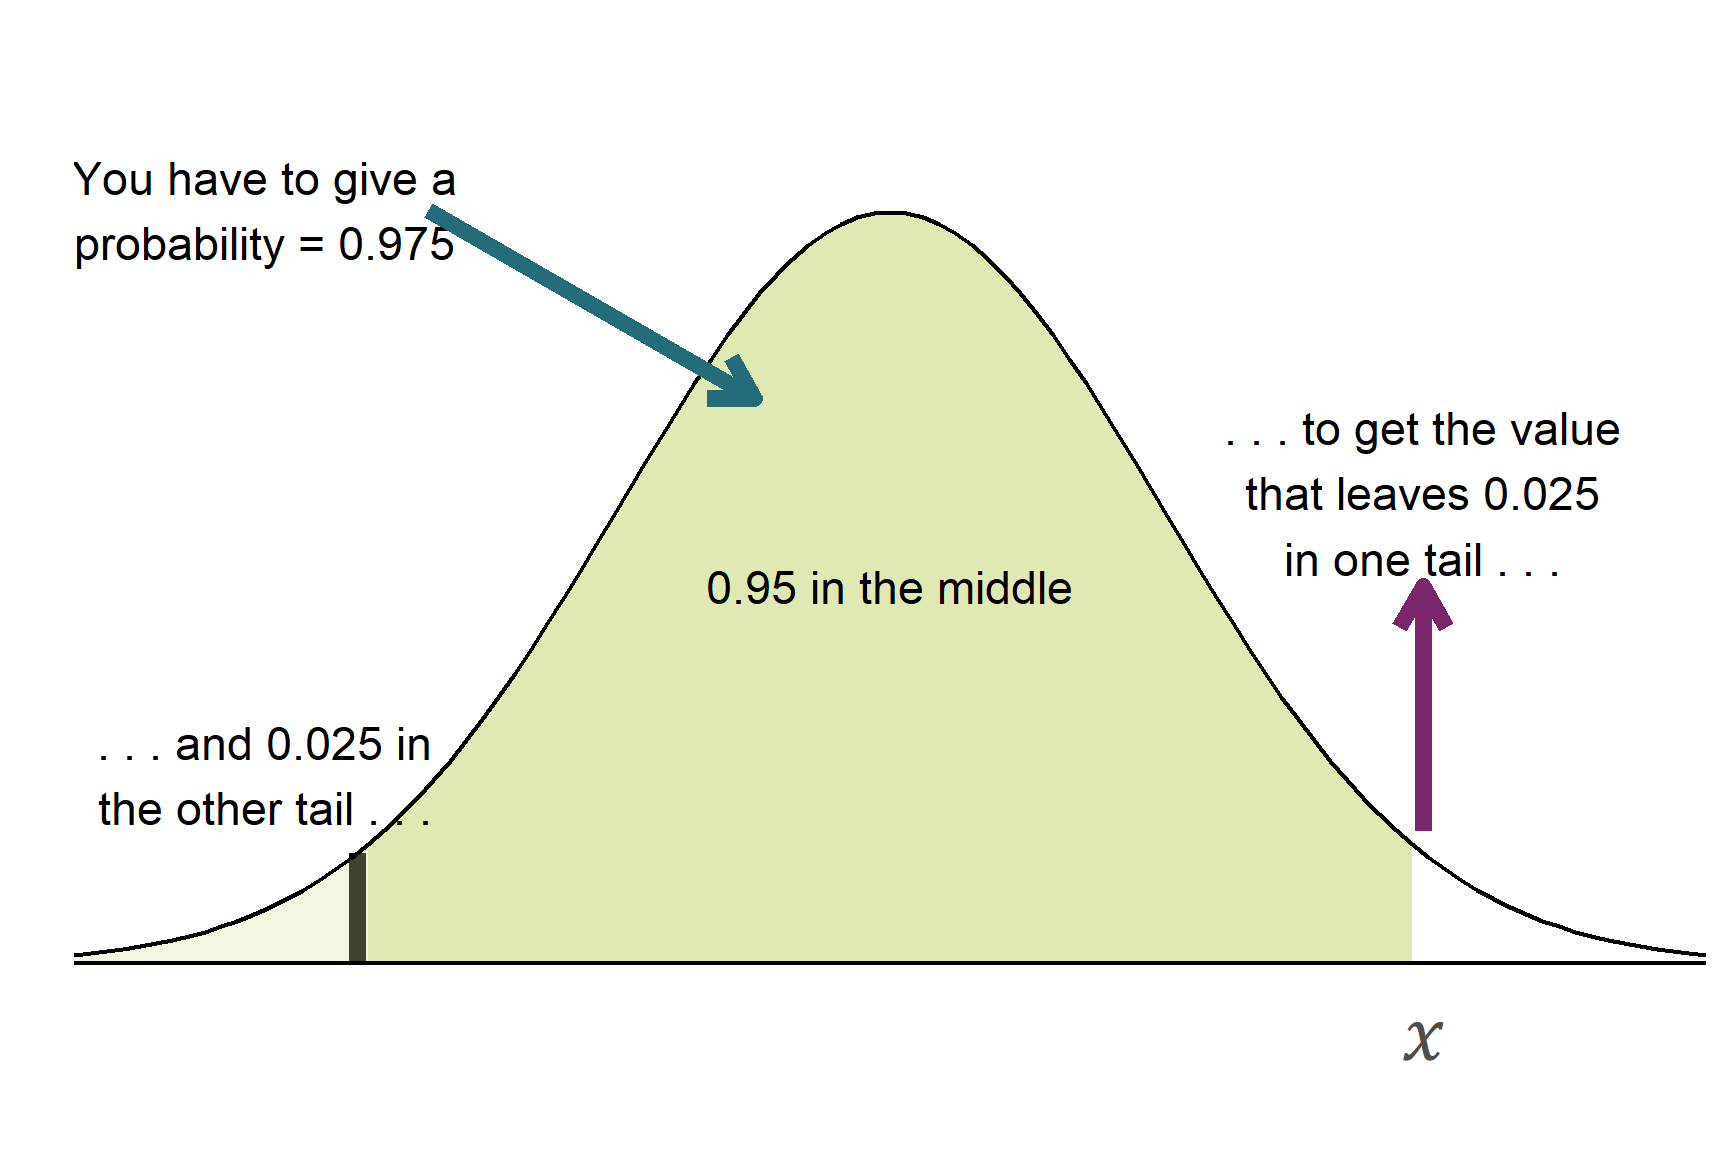 You have to give a
probability = 0.975
. . . to get the value
that leaves 0.025
in one tail . . .
0.95 in the middle
. . . and 0.025 in
the other tail . . .
x